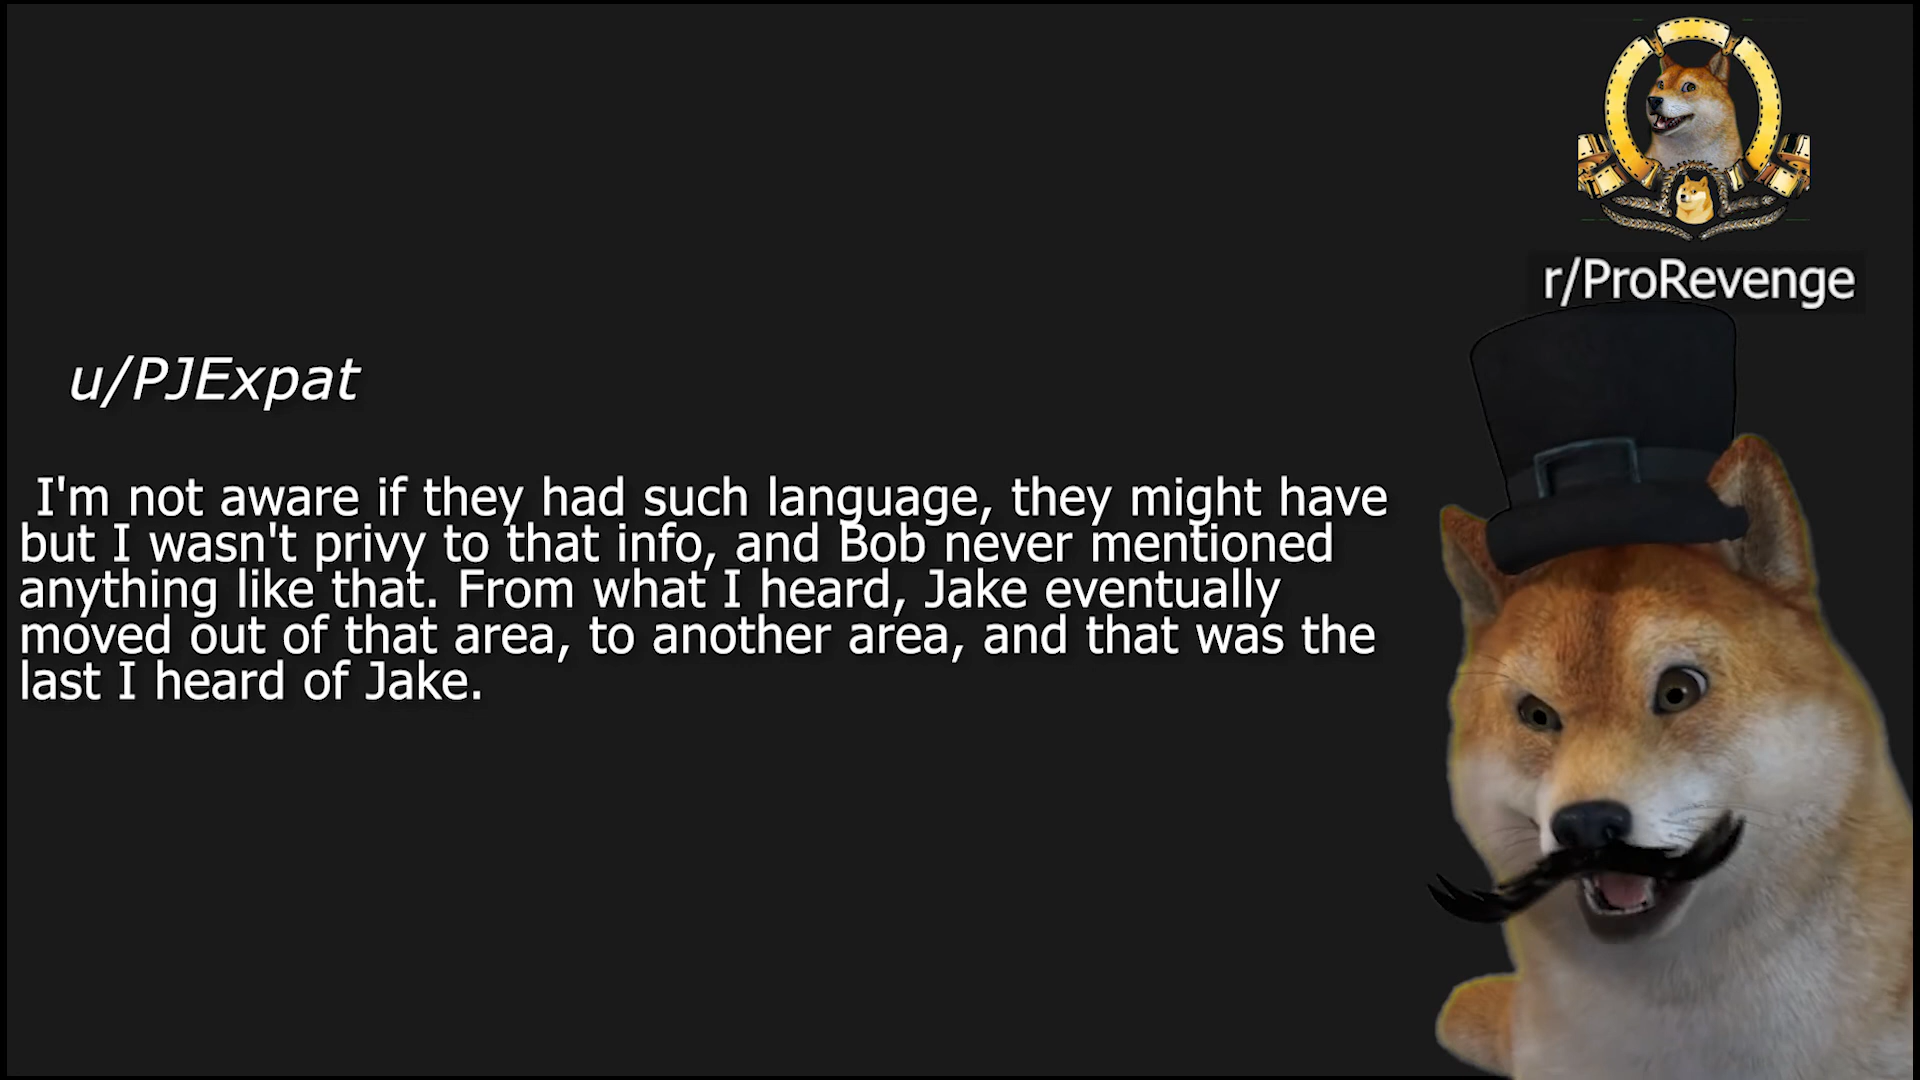 r/ProRevenge
u/PJExpat
I'm not aware if they had such language, they might have
but I wasn't privy to that info, and Bob never mentioned
anything like that. From what I heard, Jake eventually
moved out of that area, to another area, and that was the
last I heard of Jake.